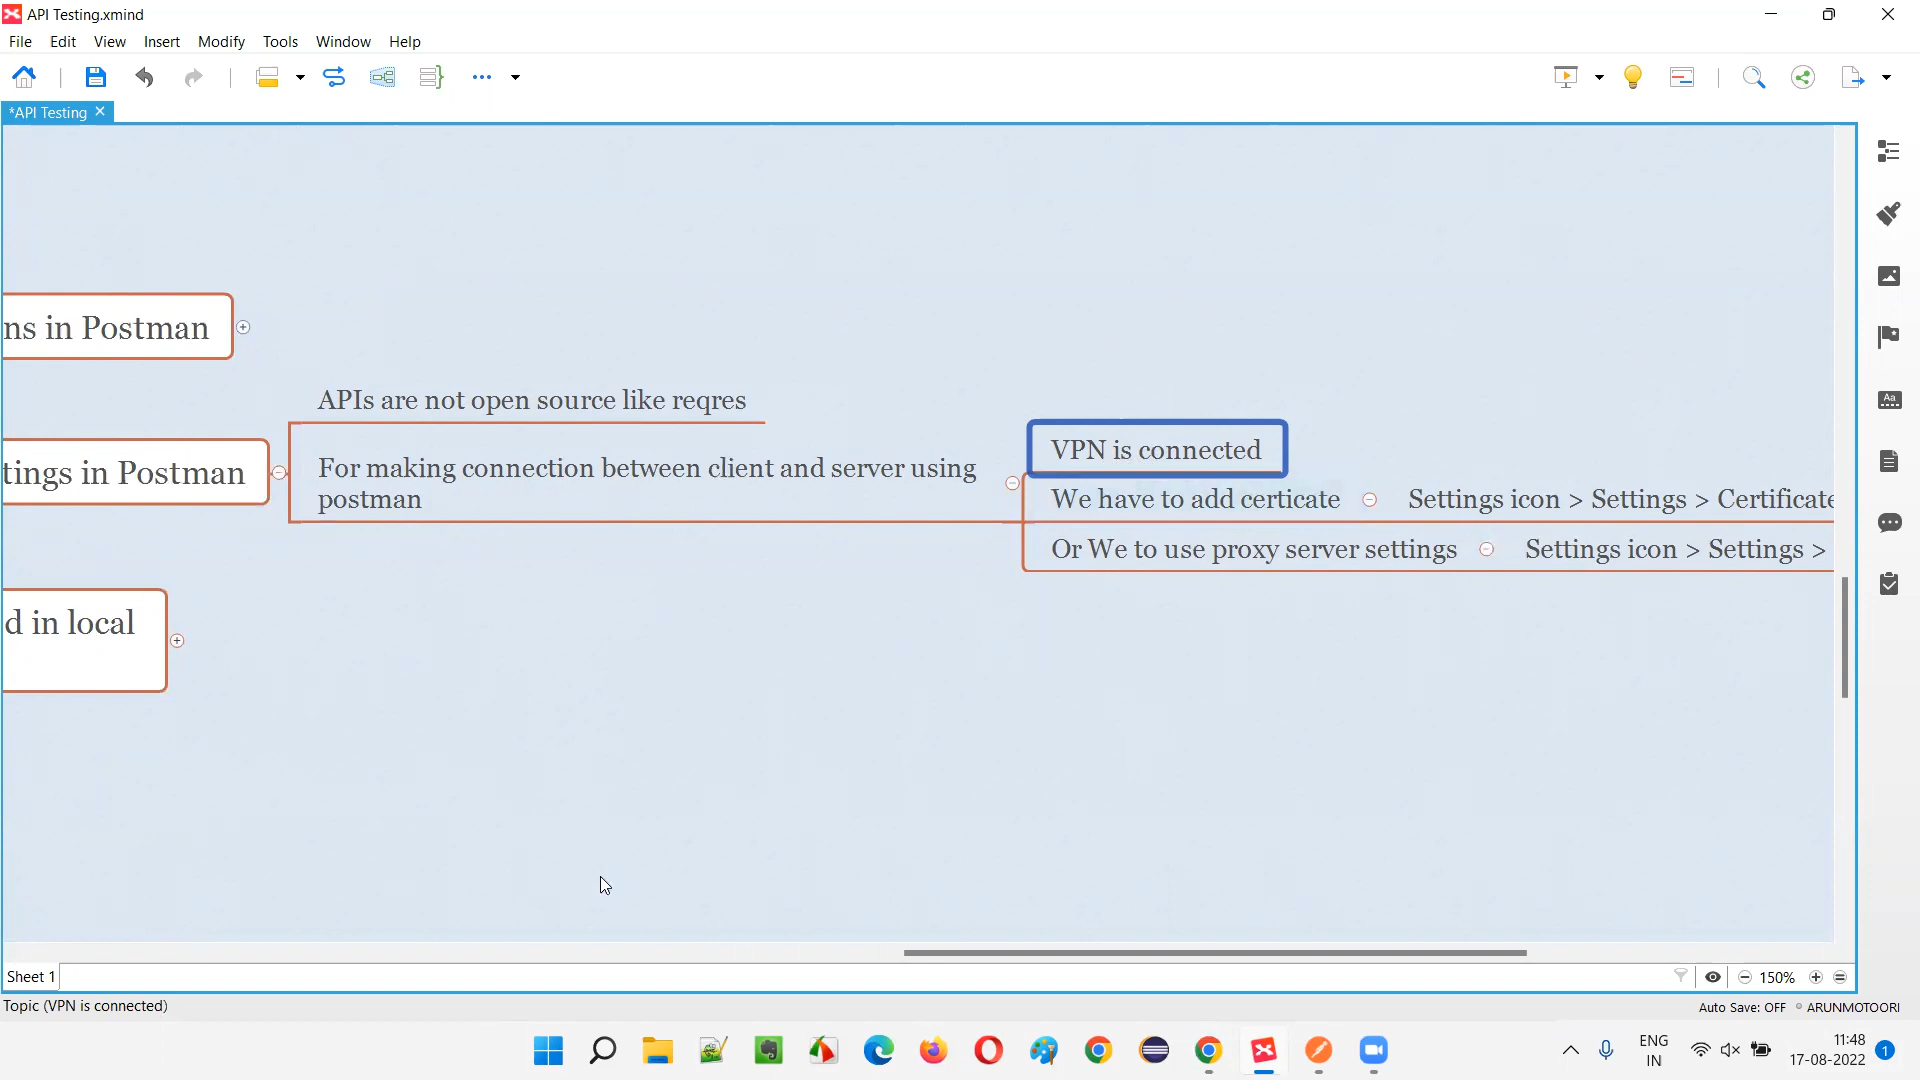 API Testing.xmind
File Edit View Insert Modify Tools Window Help
*API Testing
ns in Postman
APIs are not open source like reqres
tings in Postman
For making connection between client and server using
postman
VPN is connected
We have to add certicate
Settings icon > Settings > Certificate
Or We to use proxy server settings
Settings icon > Settings >
d in local
Aa
Sheet 1
150%
Topic (VPN is connected)
Auto Save: OFF
ARUNMOTOORI
ENG
IN
11:48
17-08-2022
1